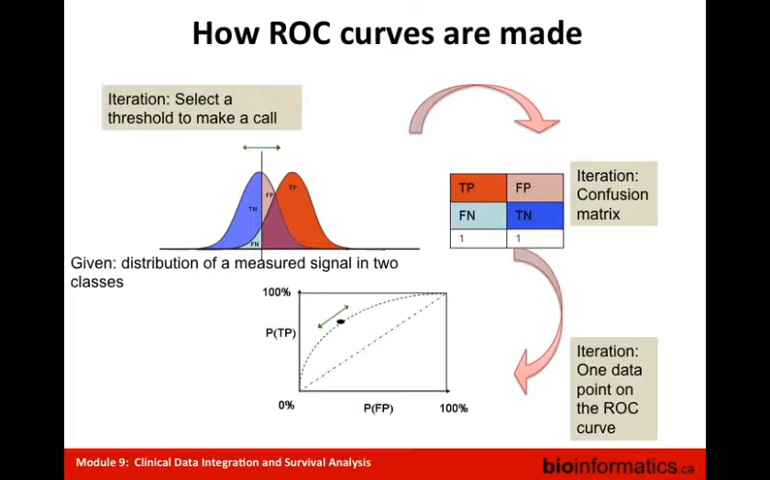 How ROC curves are made
Iteration: Select a
threshold to make a call
TN
FP
TP
FN
TP FP
FN TN
1 1
Iteration:
Confusion
matrix
Given: distribution of a measured signal in two
classes
100%
P(TP)
0%
P(FP)
100%
Iteration:
One data
point on
the ROC
curve
Module 9: Clinical Data Integration and Survival Analysis
bioinformatics.ca